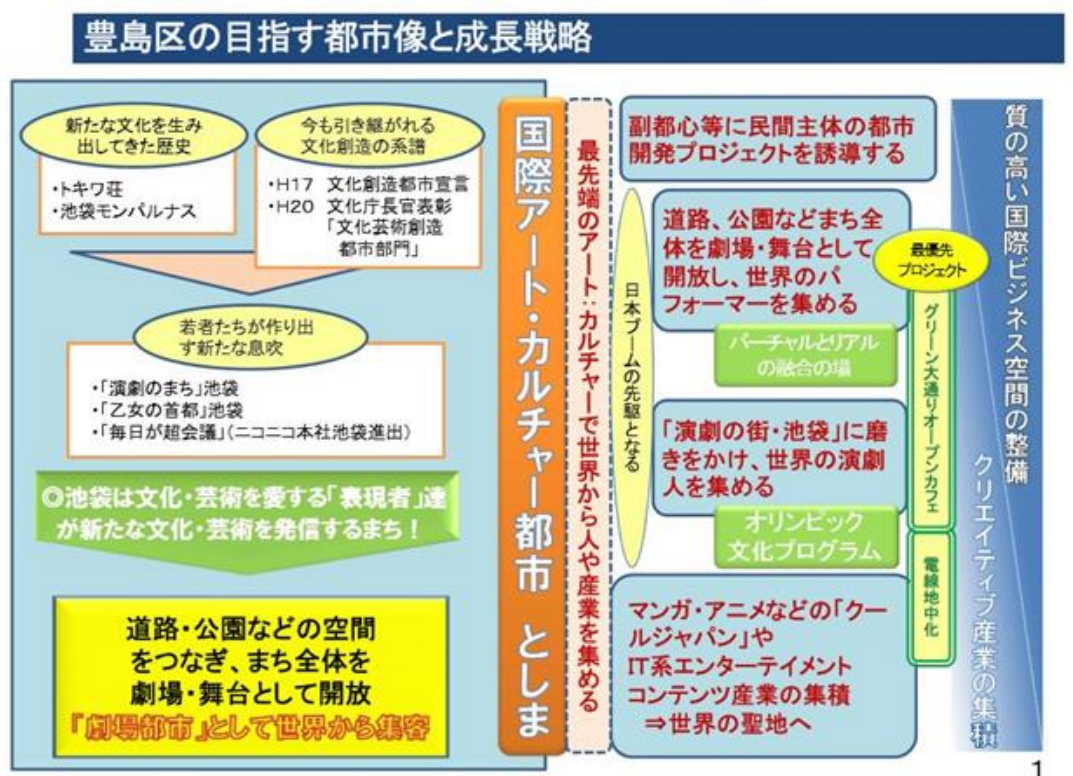 豊島区の目指す都市像と成長戦略
新たな文化を生み
出してきた歴史
・トキワ荘
・池袋モンパルナス
今も引き継がれる
文化創造の系譜
・H17 文化創造都市宣言
・H20 文化庁長官表彰
「文化芸術創造
都市部門」
若者たちが作り出
す新たな息吹
・「演劇のまち」池袋
・「乙女の首都」池袋
・「毎日が超会議」(ニコニコ本社池袋進出)
◎池袋は文化・芸術を愛する「表現者」達
が新たな文化・芸術を発信するまち！
道路・公園などの空間
をつなぎ、まち全体を
劇場・舞台として開放
『劇場都市』として世界から集客
国際アート・カルチャー都市 としま
最先端のアート・カルチャーで世界から人や産業を集める
副都心等に民間主体の都市
開発プロジェクトを誘導する
日本ブームの先駆となる
道路、公園などまち全
体を劇場・舞台として
開放し、世界のパ
フォーマーを集める
バーチャルとリアル
の融合の場
「演劇の街・池袋」に磨
きをかけ、世界の演劇
人を集める
オリンピック
文化プログラム
マンガ・アニメなどの「クー
ルジャパン」や
IT系エンターテイメント
コンテンツ産業の集積
⇒世界の聖地へ
最優先
プロジェクト
グリーン大通りオープンカフェ
電線地中化
質の高い国際ビジネス空間の整備
クリエイティブ産業の集積
1